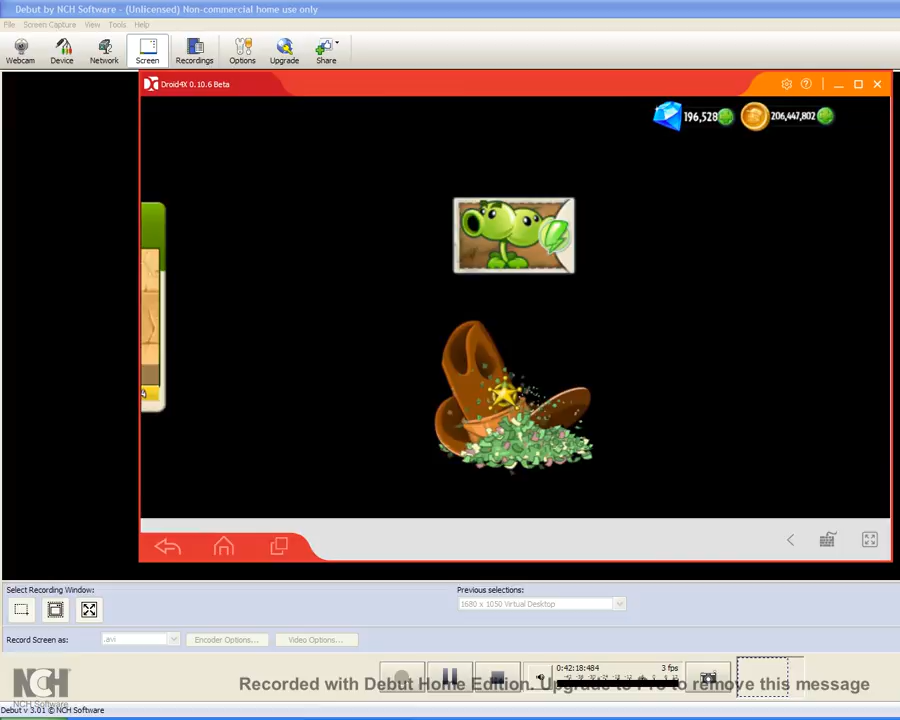 Debut by NCH Software - (Unlicensed) Non-commercial home use only
File Screen Capture View Tools Help
Webcam Device Network Screen Recordings Options Upgrade Share
Droid4X 0.10.6 Beta
196,528 206,447,802
Select Recording Window:
Previous selections:
1680 x 1050 Virtual Desktop
Record Screen as: .avi Encoder Options... Video Options...
0:42:18:484 3 fps
Recorded with Debut Home Edition. Upgrade to Pro to remove this message
NCH
NCH Software
Debut v 3.01 © NCH Software